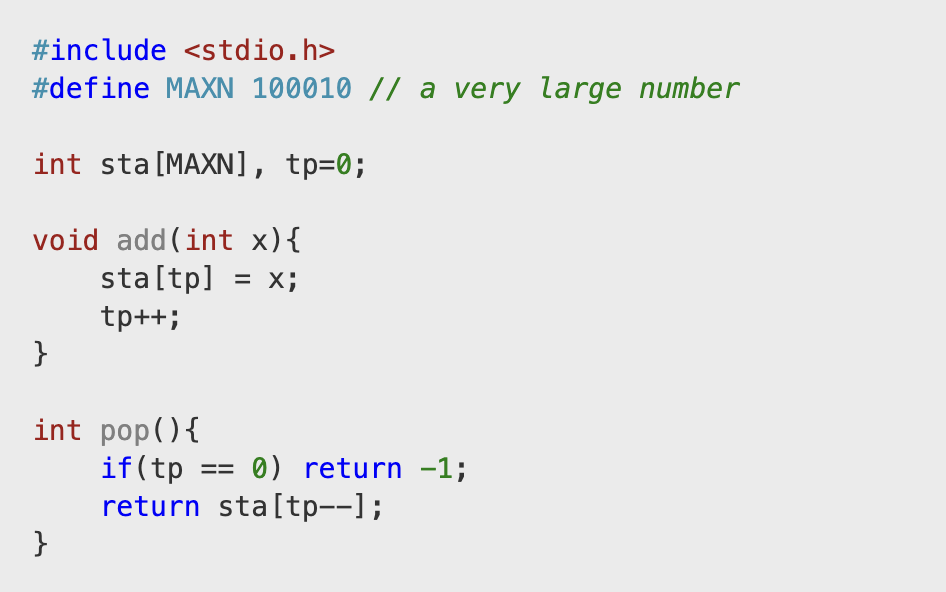 #include <stdio.h>
#define MAXN 100010 // a very large number
int sta[MAXN], tp=0;
void add(int x){
    sta[tp] = x;
    tp++;
}
int pop(){
    if(tp == 0) return -1;
    return sta[tp--];
}